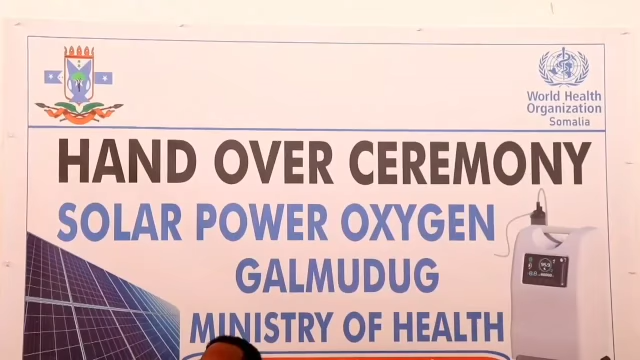 World Health
Organization
Somalia
HAND OVER CEREMONY
SOLAR POWER OXYGEN
GALMUDUG
MINISTRY OF HEALTH